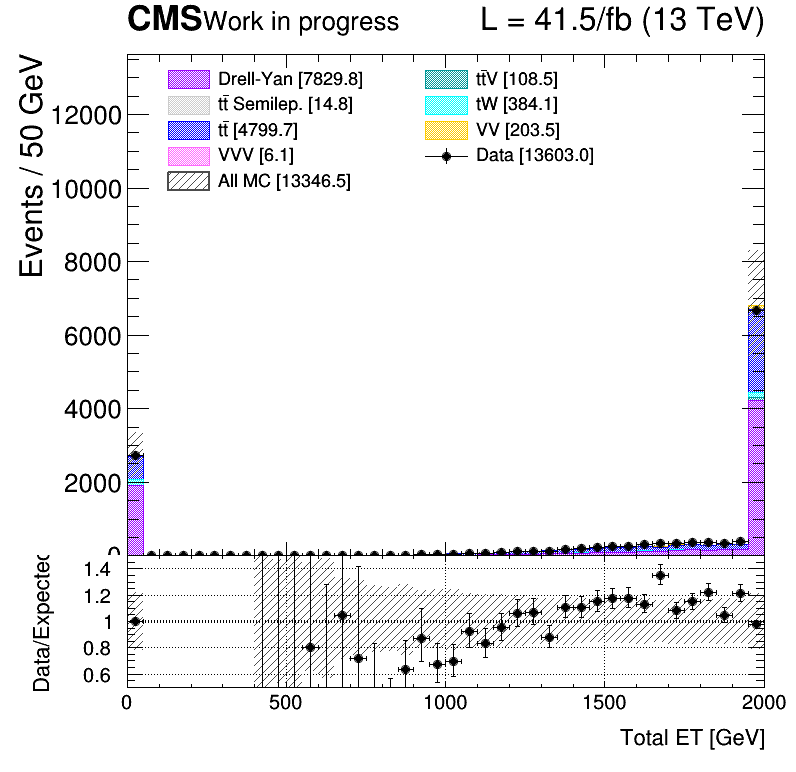 CMS Work in progress L = 41.5/fb (13 TeV)
Events / 50 GeV
Drell-Yan [7829.8]
tt̄ Semilep. [14.8]
tt̄ [4799.7]
VVV [6.1]
All MC [13346.5]
tt̄V [108.5]
tW [384.1]
VV [203.5]
Data [13603.0]
12000
10000
8000
6000
4000
2000
0
Data/Expected
1.4
1.2
1
0.8
0.6
0 500 1000 1500 2000
Total ET [GeV]